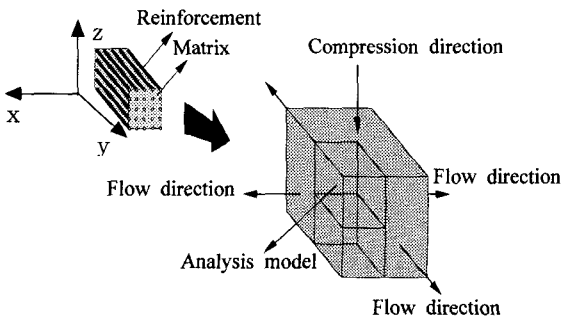 Reinforcement
Matrix
z
x
y
Compression direction
Flow direction
Flow direction
Analysis model
Flow direction